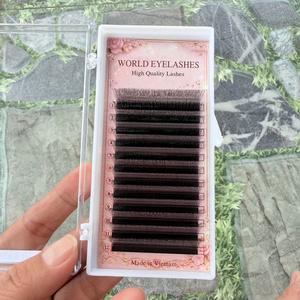 WORLD EYELASHES
High Quality Lashes
Made in Vietnam